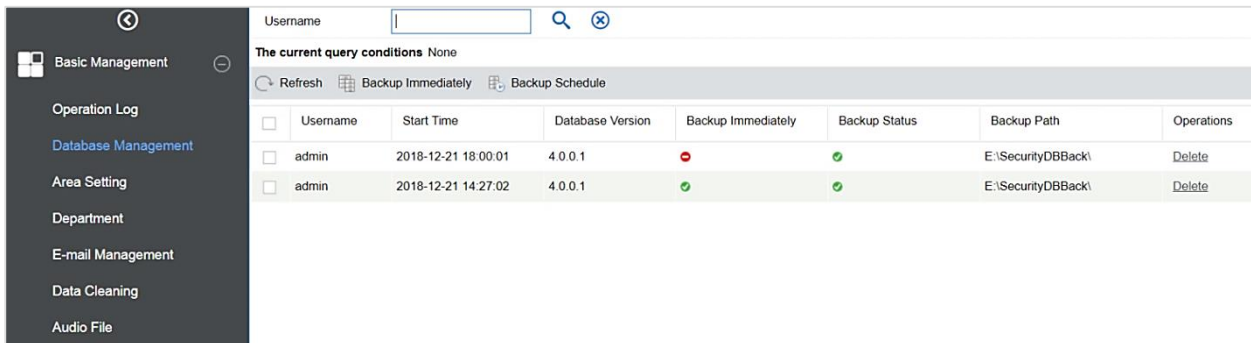 Username
The current query conditions None
Refresh Backup Immediately Backup Schedule
Basic Management
Operation Log
Database Management
Area Setting
Department
E-mail Management
Data Cleaning
Audio File
Username Start Time Database Version Backup Immediately Backup Status Backup Path Operations
admin 2018-12-21 18:00:01 4.0.0.1 E:\SecurityDBBack\ Delete
admin 2018-12-21 14:27:02 4.0.0.1 E:\SecurityDBBack\ Delete